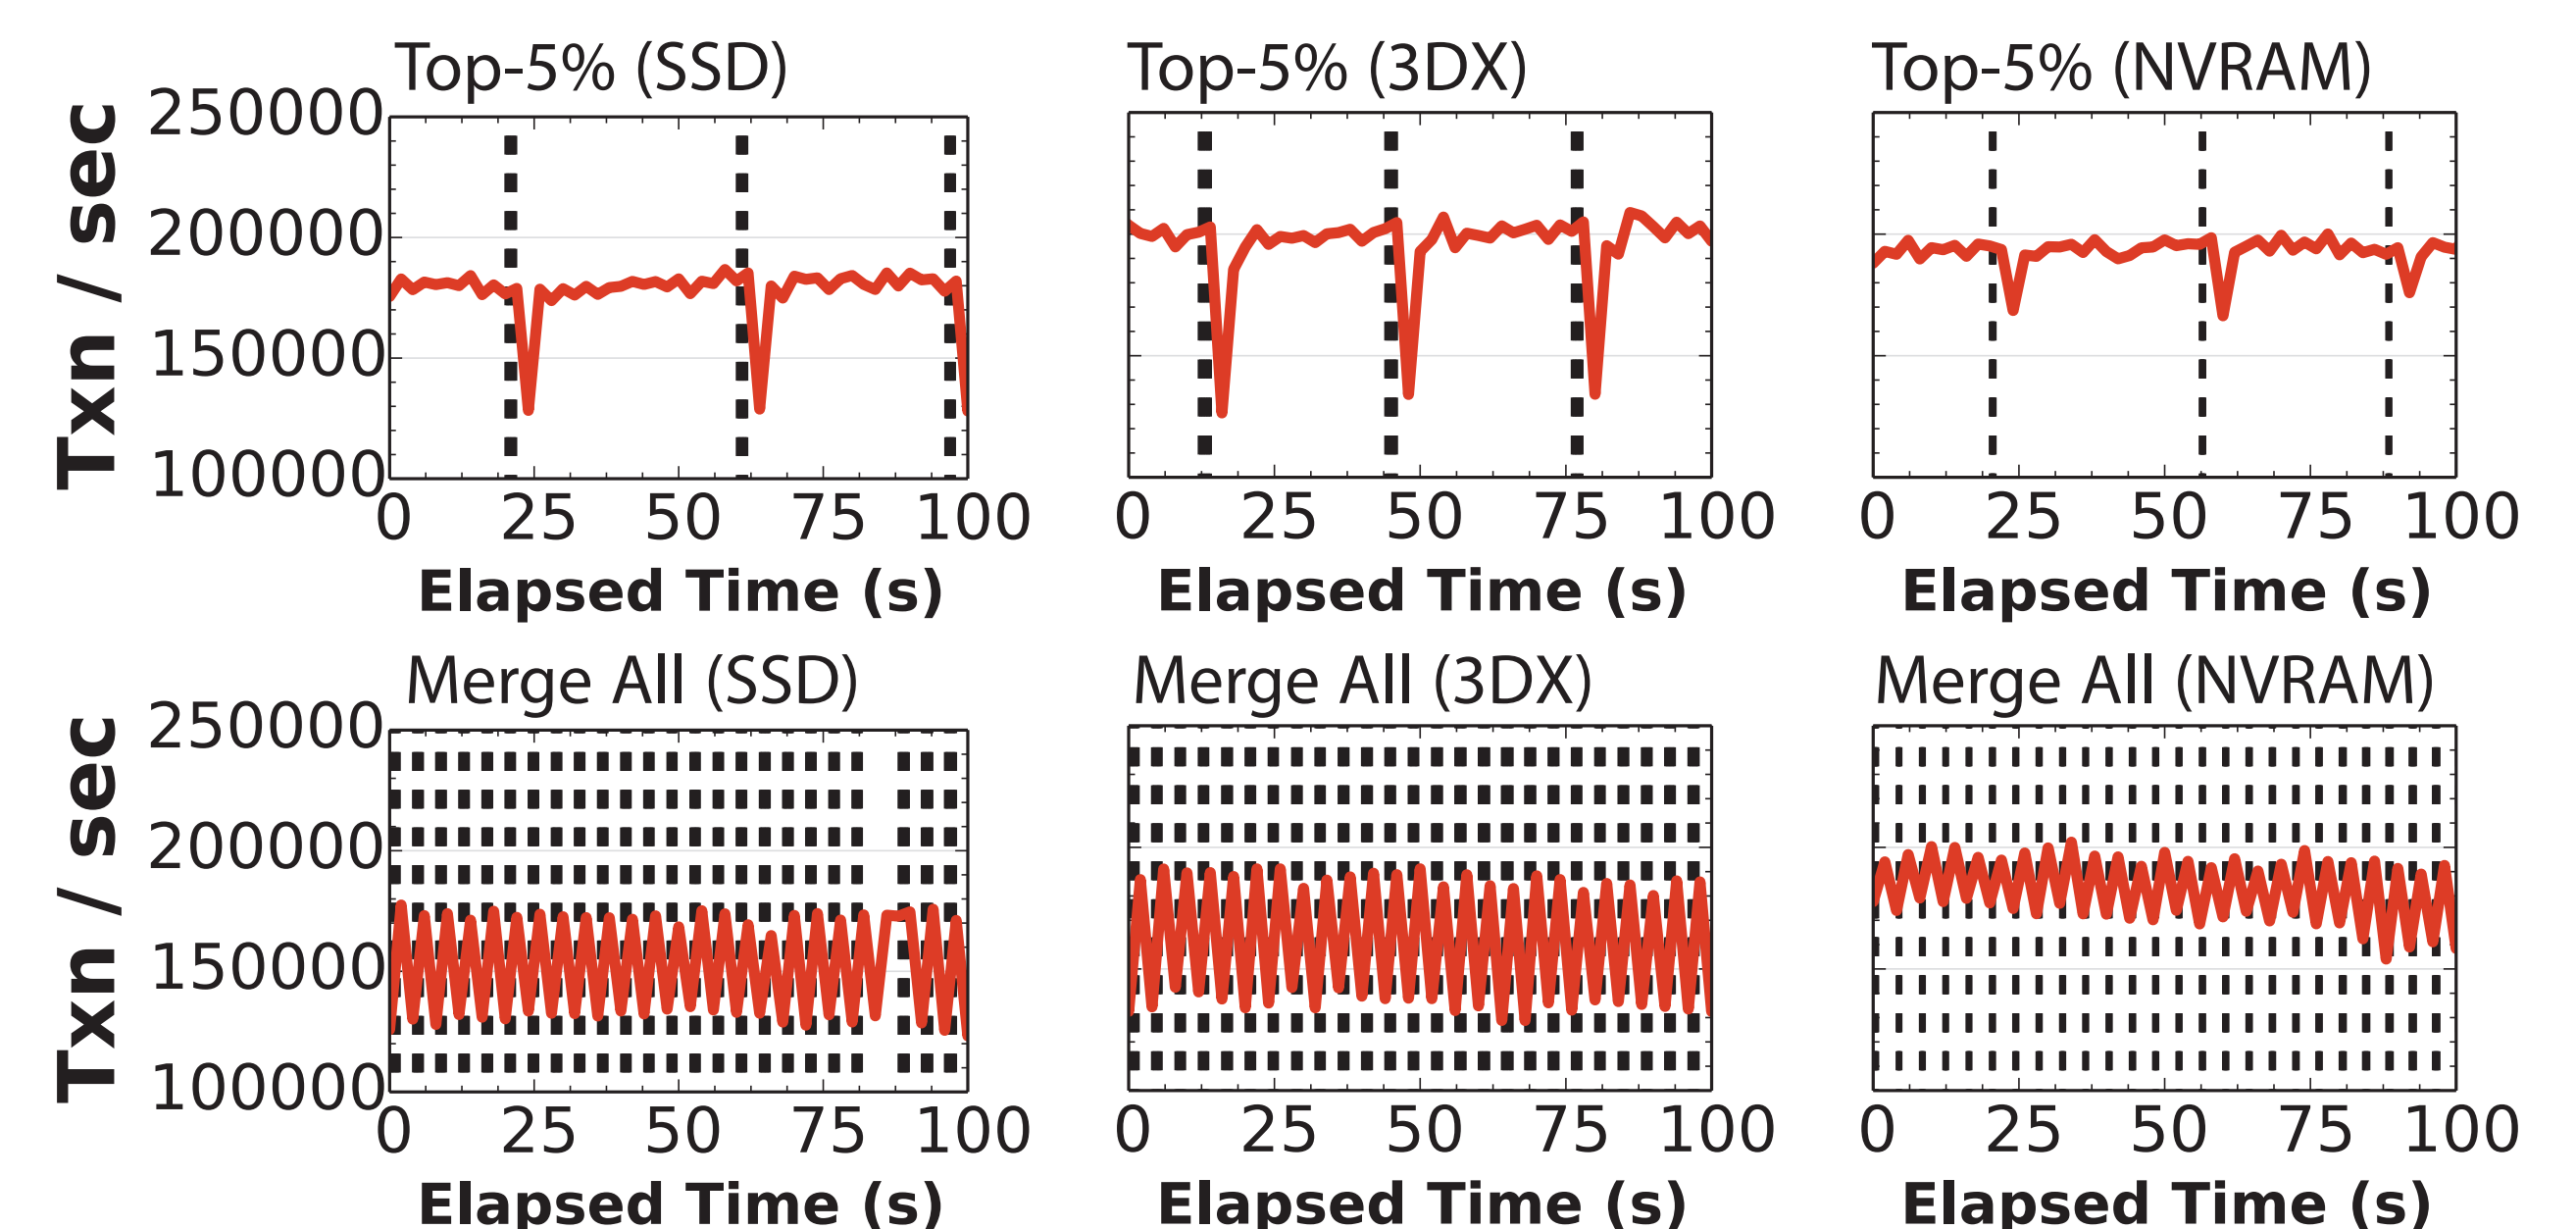 Top-5% (SSD) Top-5% (3DX) Top-5% (NVRAM)
Txn / sec
250000
200000
150000
100000
0 25 50 75 100 0 25 50 75 100 0 25 50 75 100
Elapsed Time (s) Elapsed Time (s) Elapsed Time (s)
Merge All (SSD) Merge All (3DX) Merge All (NVRAM)
Txn / sec
250000
200000
150000
100000
0 25 50 75 100 0 25 50 75 100 0 25 50 75 100
Elapsed Time (s) Elapsed Time (s) Elapsed Time (s)